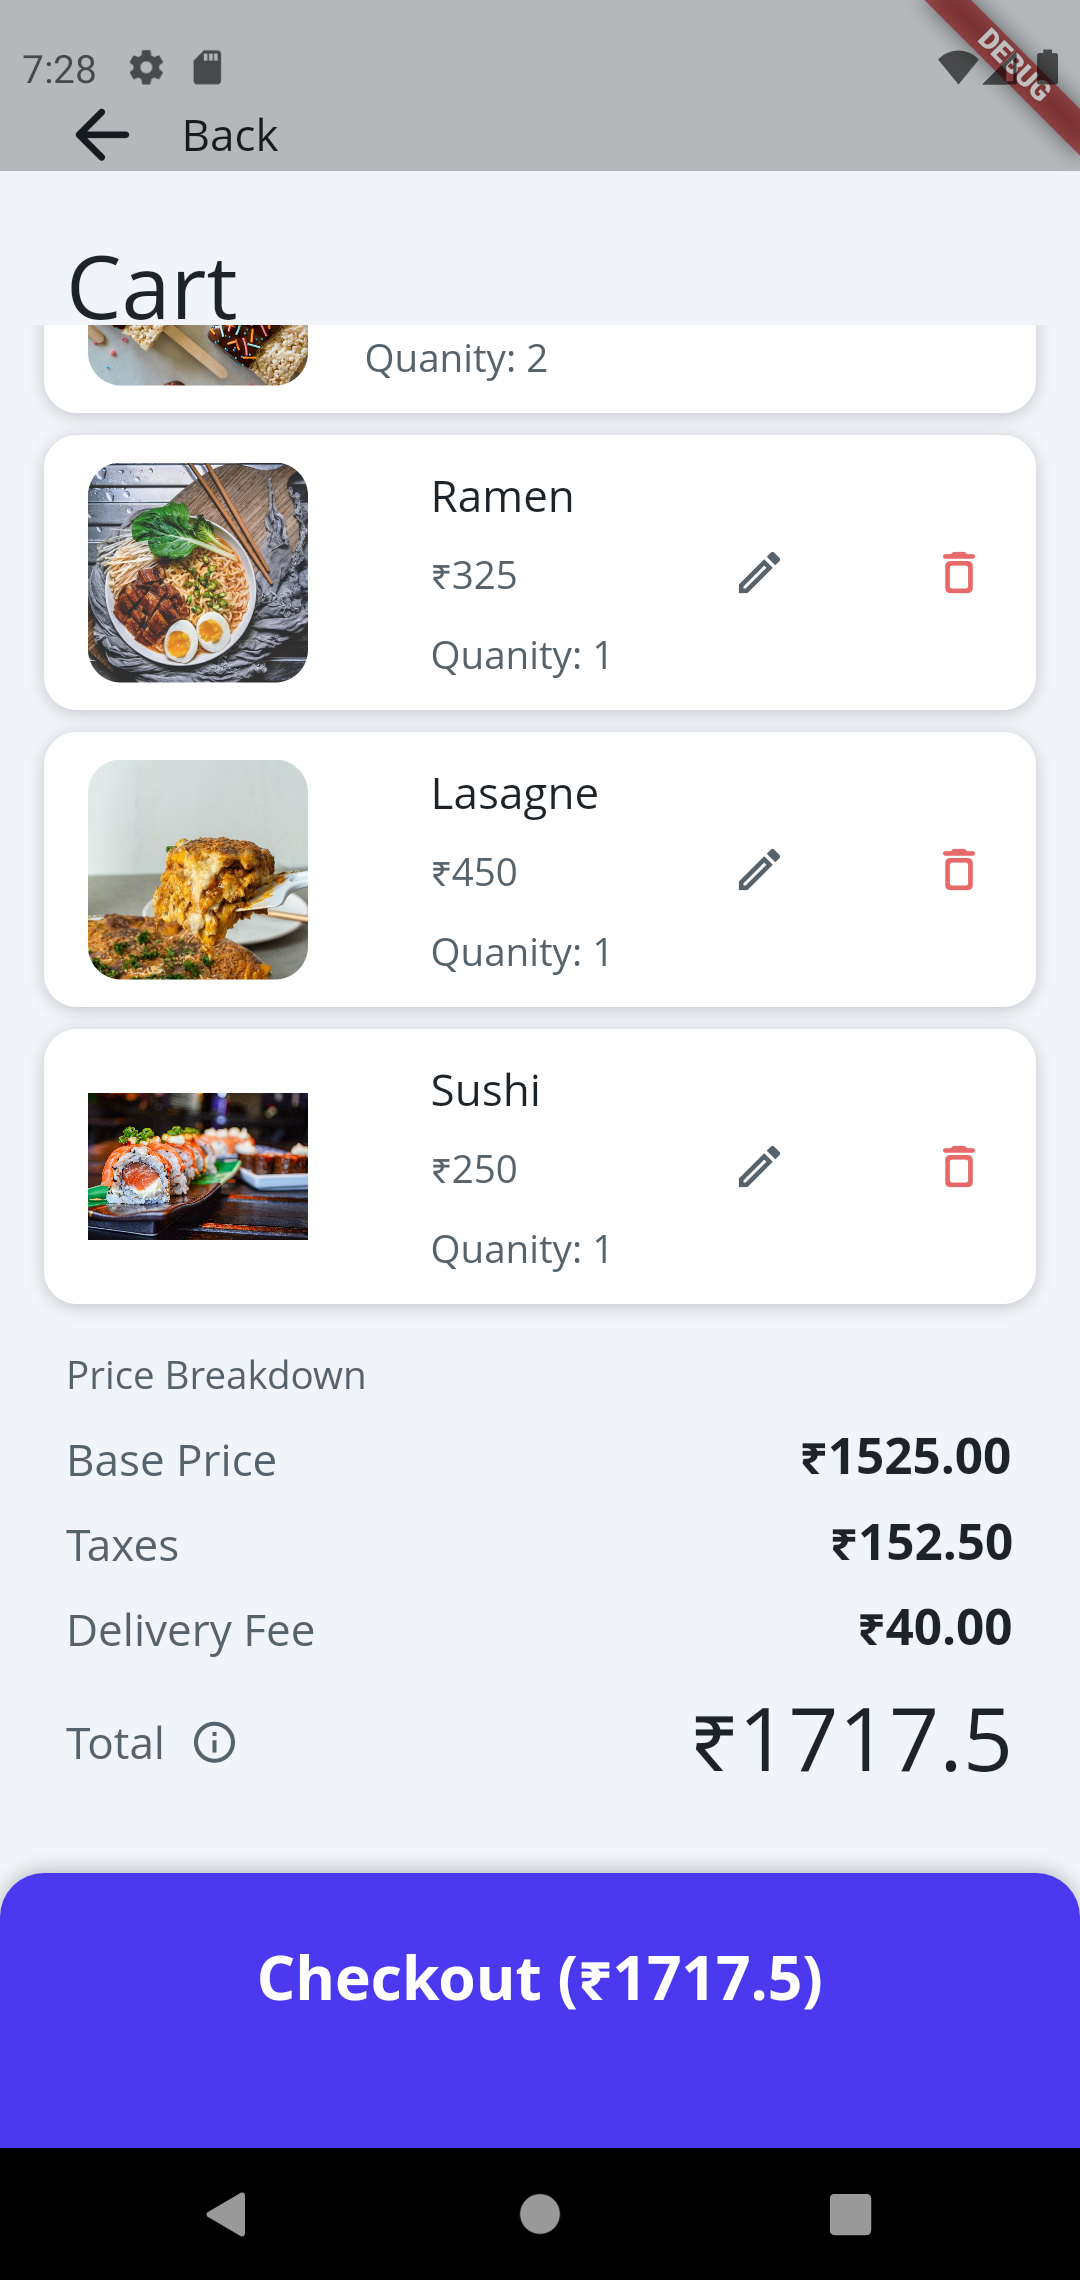 7:28
DEBUG
Back
Cart
Quanity: 2
Ramen
₹325
Quanity: 1
Lasagne
₹450
Quanity: 1
Sushi
₹250
Quanity: 1
Price Breakdown
Base Price ₹1525.00
Taxes ₹152.50
Delivery Fee ₹40.00
Total ₹1717.5
Checkout (₹1717.5)